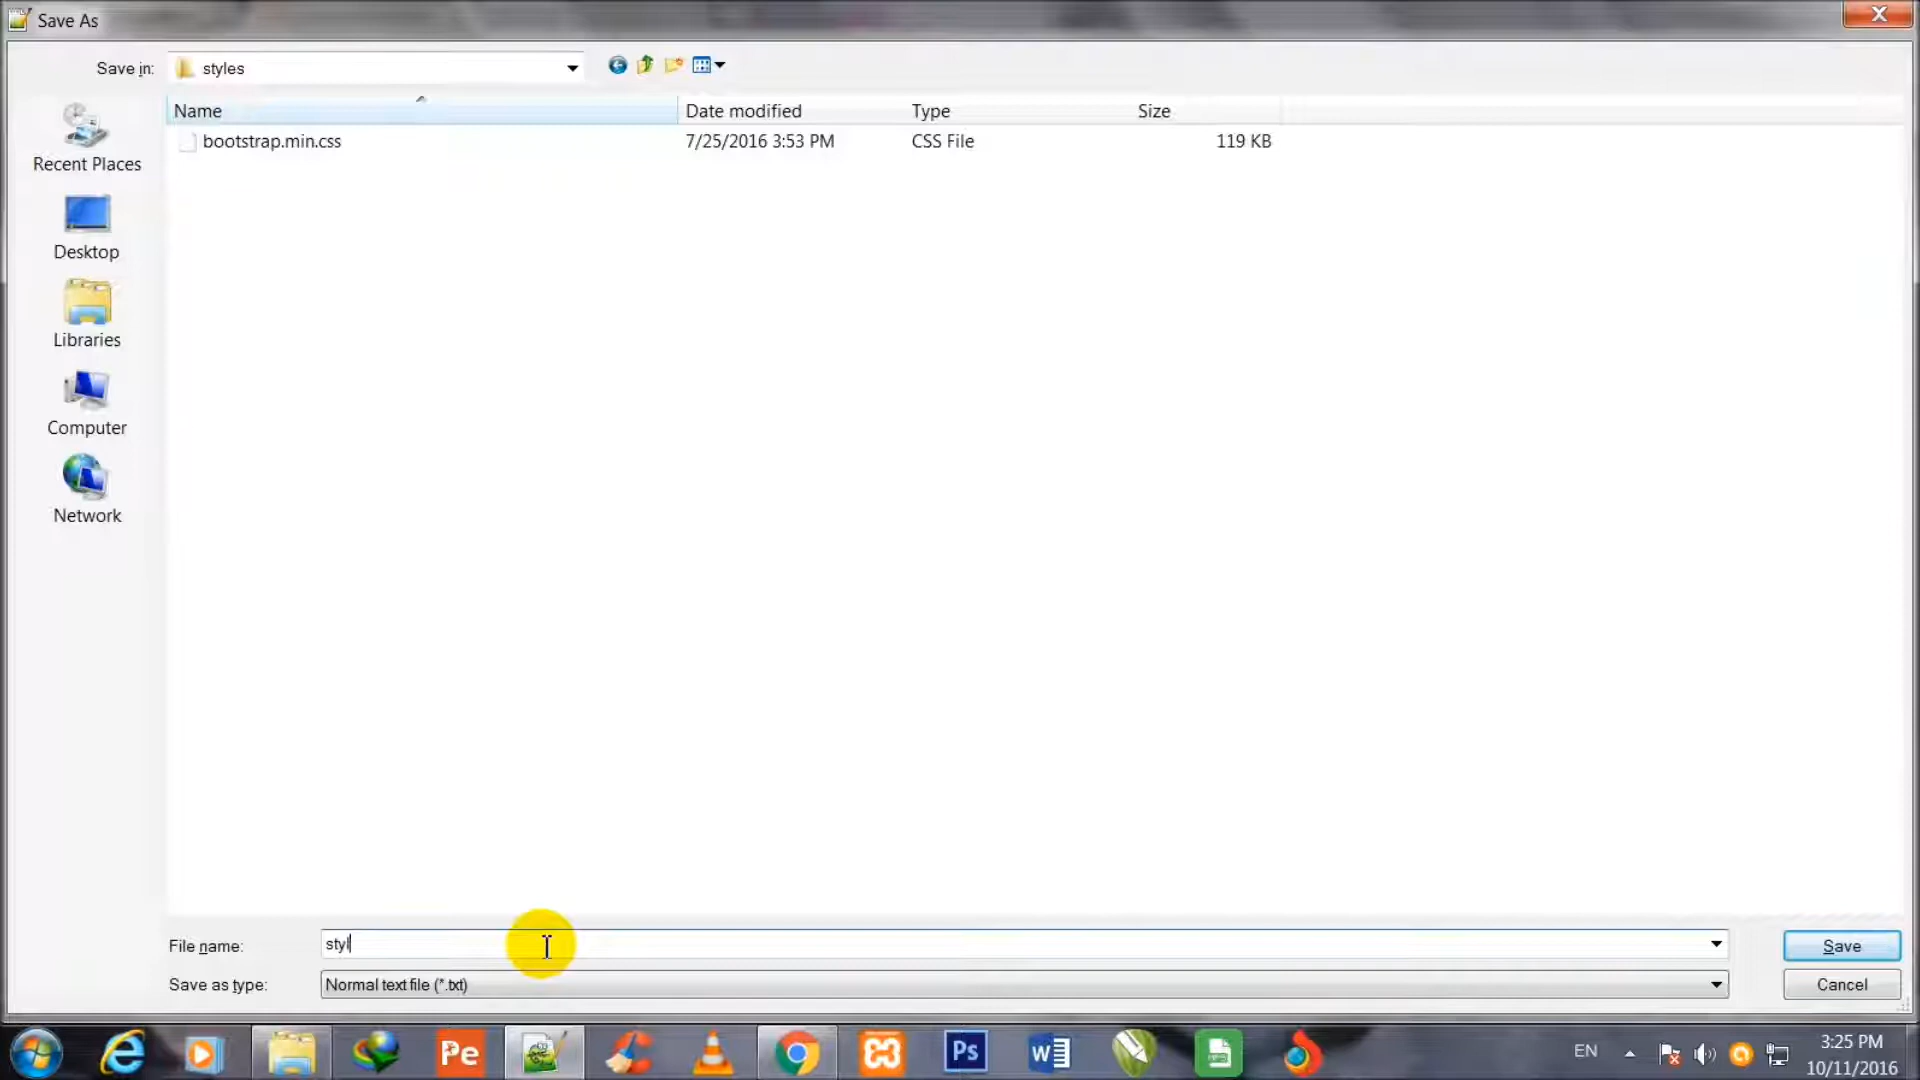 Save As
Save in: styles
Name Date modified Type Size
bootstrap.min.css 7/25/2016 3:53 PM CSS File 119 KB
Recent Places
Desktop
Libraries
Computer
Network
File name: styl Save
Save as type: Normal text file (*.txt) Cancel
Pe Ps W EN 3:25 PM
10/11/2016